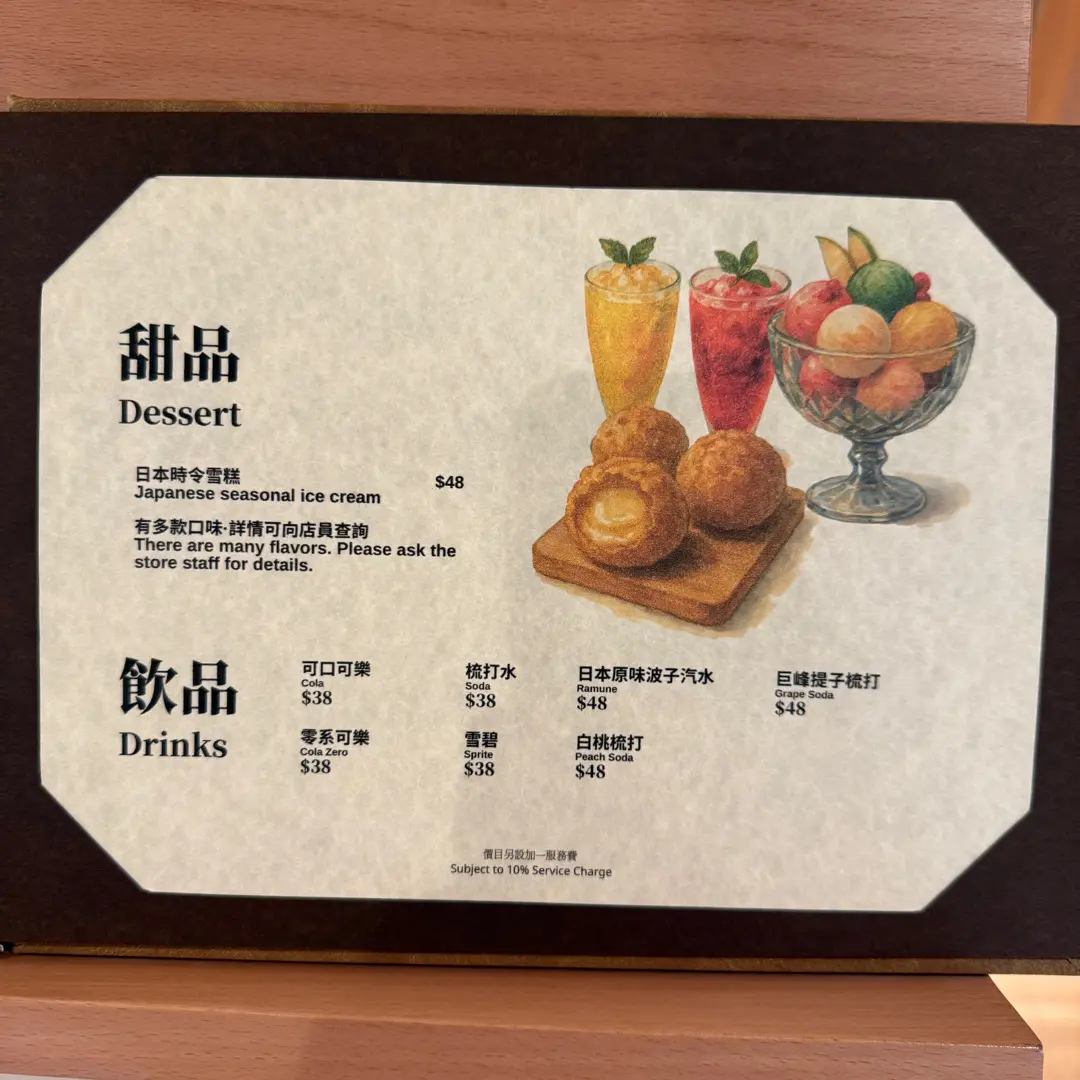 甜品
Dessert
日本時令雪糕
Japanese seasonal ice cream
$48
有多款口味·詳情可向店員查詢
There are many flavors. Please ask the
store staff for details.
飲品
Drinks
可口可樂
Cola
$38
梳打水
Soda
$38
日本原味波子汽水
Ramune
$48
巨峰提子梳打
Grape Soda
$48
零系可樂
Cola Zero
$38
雪碧
Sprite
$38
白桃梳打
Peach Soda
$48
價目另設加一服務費
Subject to 10% Service Charge